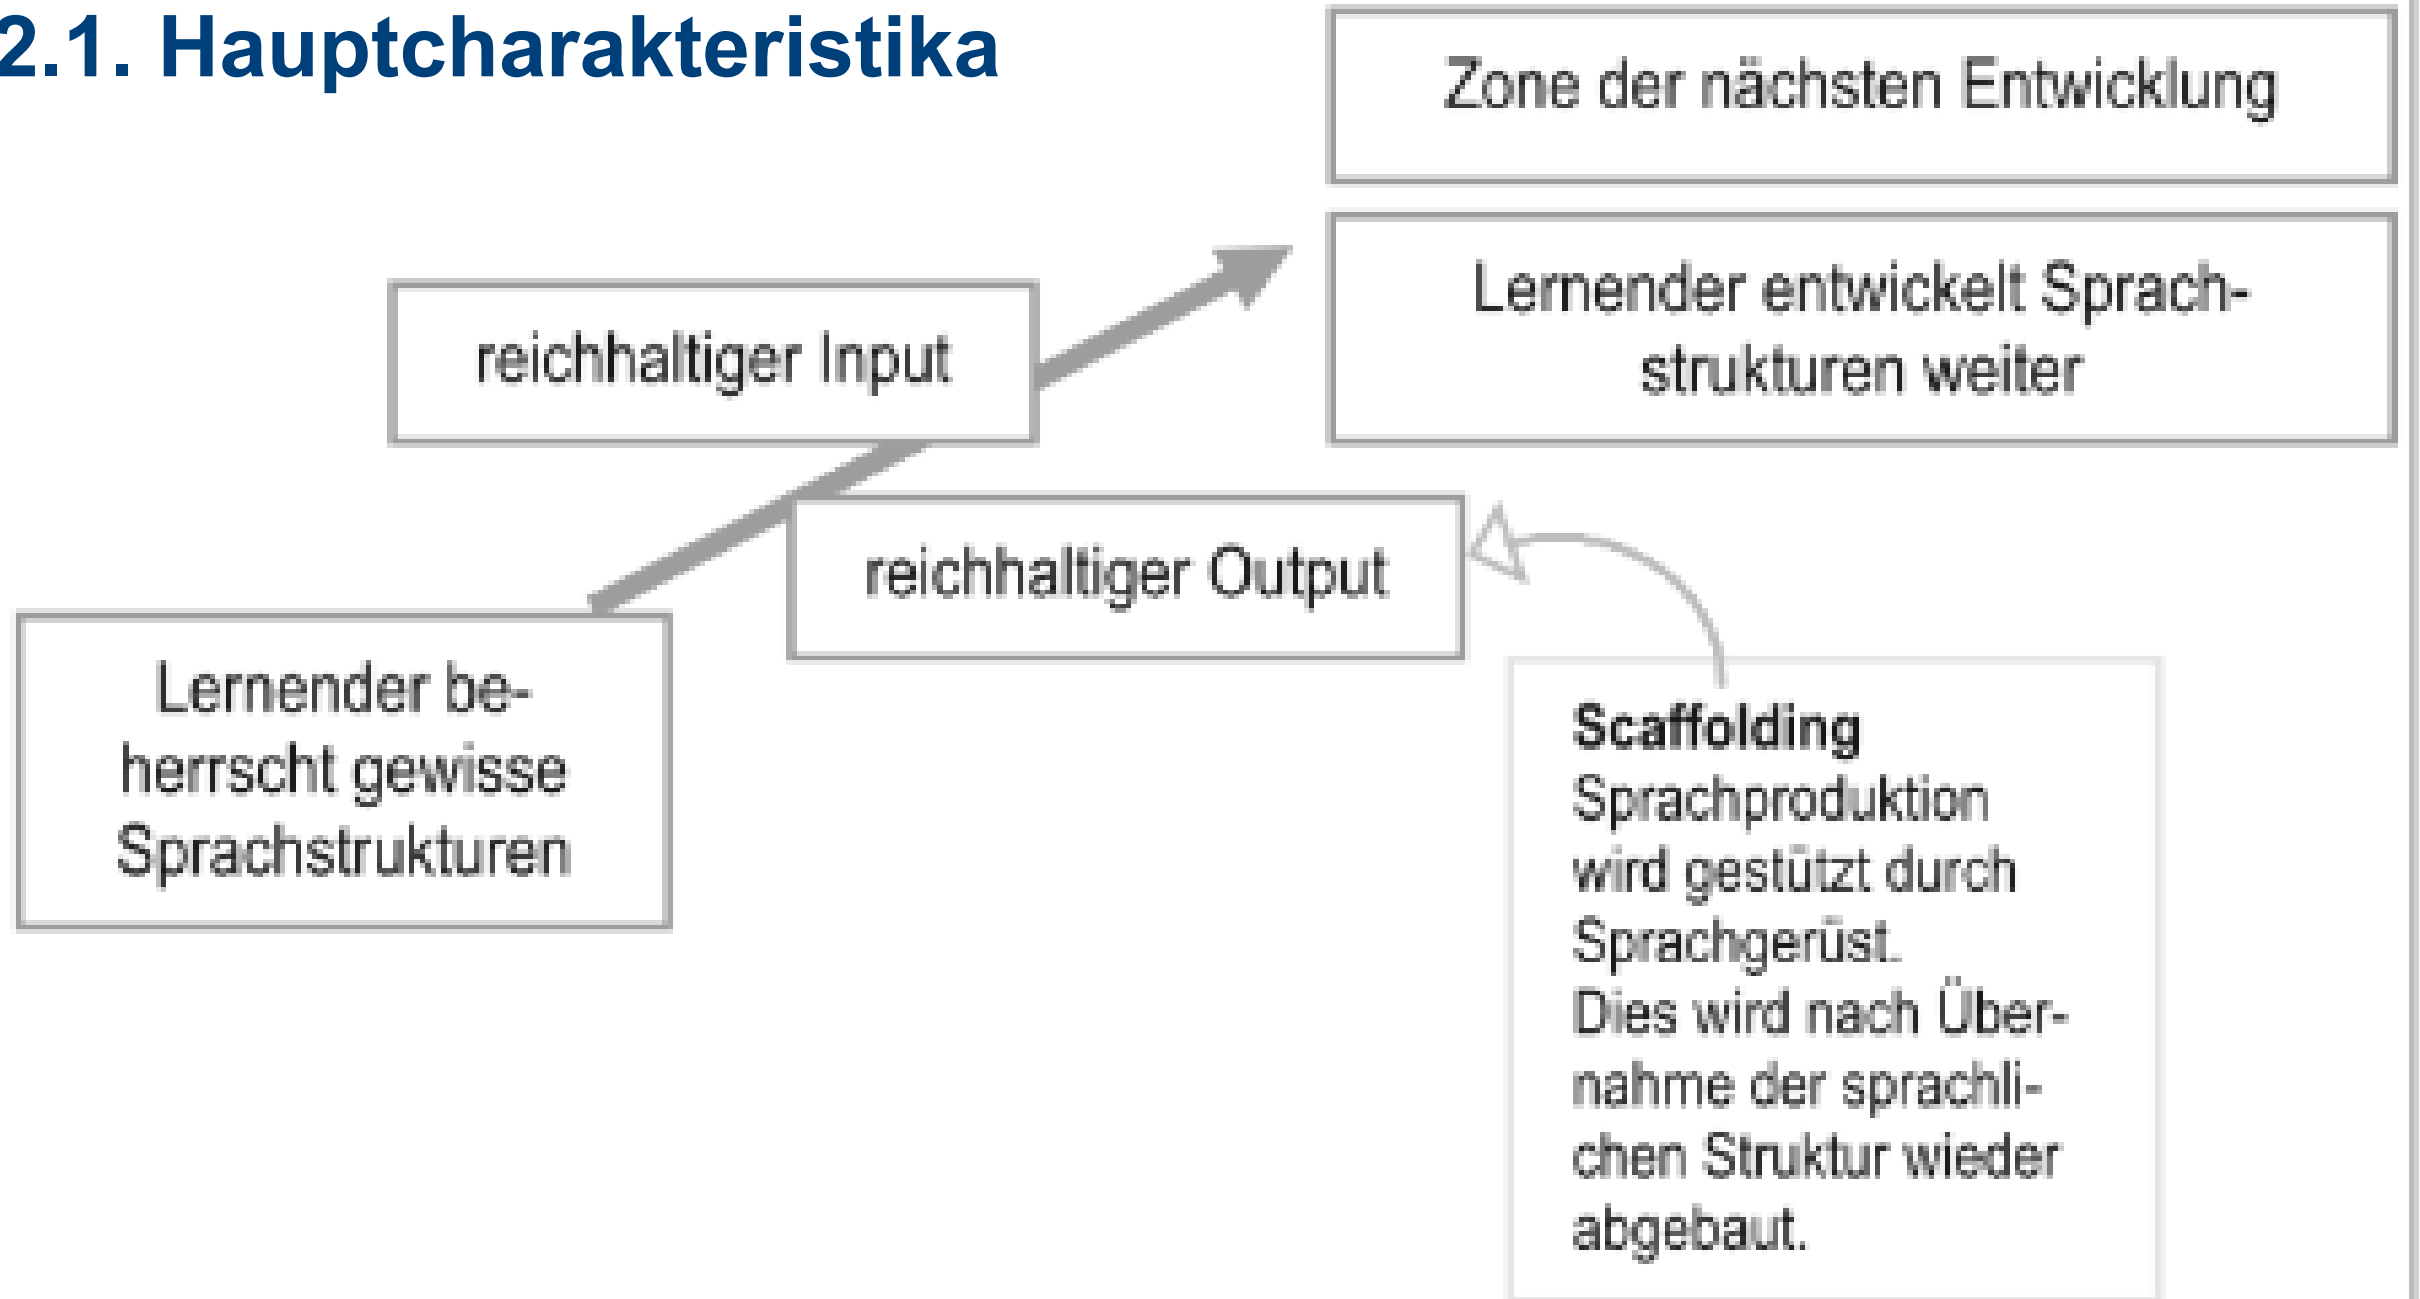 2.1. Hauptcharakteristika
Zone der nächsten Entwicklung
Lernender entwickelt Sprach-
strukturen weiter
reichhaltiger Input
reichhaltiger Output
Lernender be-
herrscht gewisse
Sprachstrukturen
Scaffolding
Sprachproduktion
wird gestützt durch
Sprachgerüst.
Dies wird nach Über-
nahme der sprachli-
chen Struktur wieder
abgebaut.